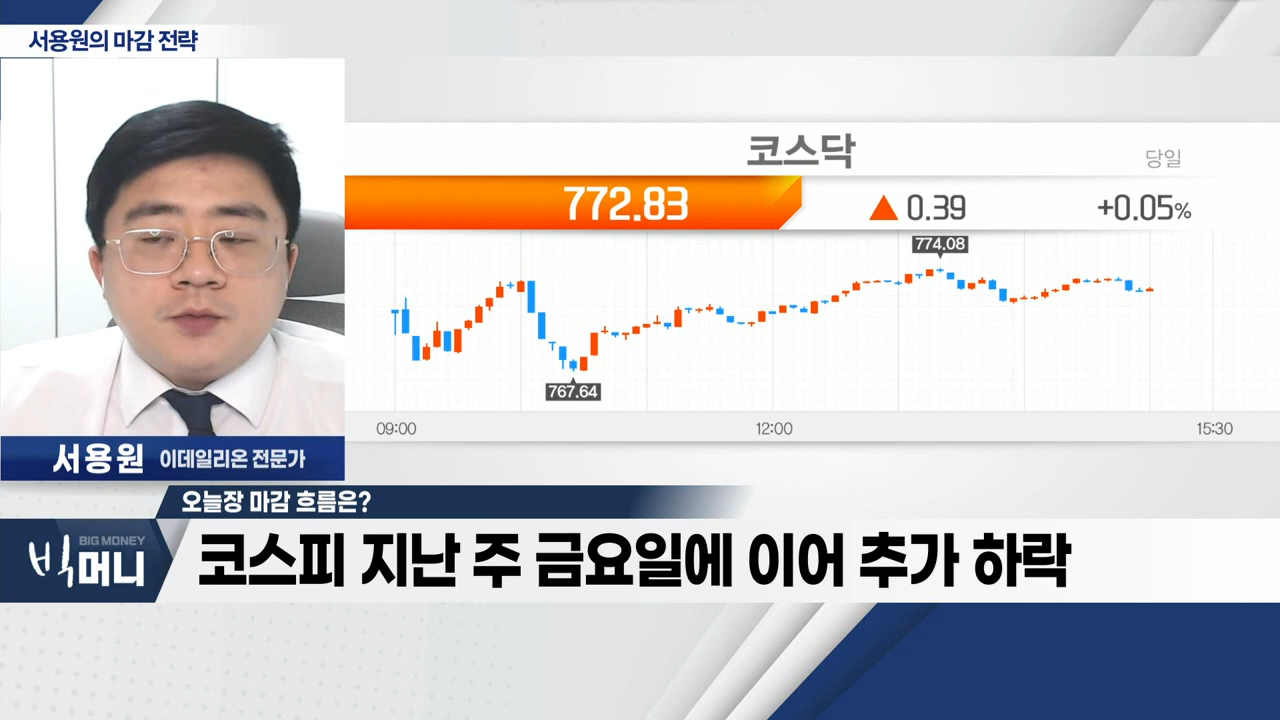 서용원의 마감 전략
코스닥
당일
772.83
▲ 0.39
+0.05%
774.08
767.64
09:00
12:00
15:30
서용원 이데일리온 전문가
오늘장 마감 흐름은?
BIG MONEY
빅머니
코스피 지난 주 금요일에 이어 추가 하락